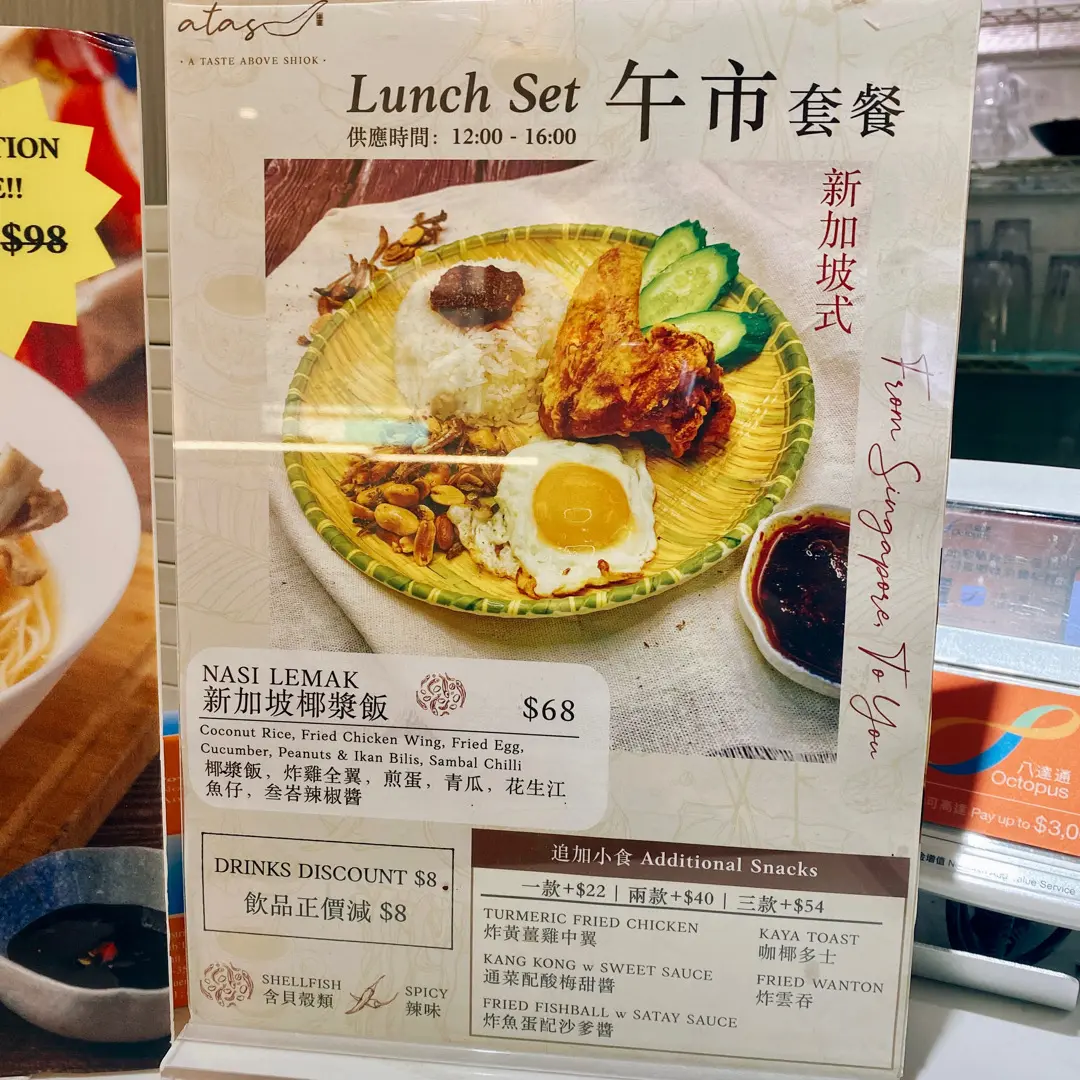 atas
· A TASTE ABOVE SHIOK ·
Lunch Set 午市套餐
供應時間: 12:00 - 16:00
新加坡式
From Singapore, To You
NASI LEMAK
新加坡椰漿飯
$68
Coconut Rice, Fried Chicken Wing, Fried Egg,
Cucumber, Peanuts & Ikan Bilis, Sambal Chilli
椰漿飯, 炸雞全翼, 煎蛋, 青瓜, 花生江
魚仔, 叁峇辣椒醬
DRINKS DISCOUNT $8
飲品正價減 $8
SHELLFISH
含貝殼類
SPICY
辣味
追加小食 Additional Snacks
一款+$22 | 兩款+$40 | 三款+$54
TURMERIC FRIED CHICKEN
炸黃薑雞中翼
KANG KONG w SWEET SAUCE
通菜配酸梅甜醬
FRIED FISHBALL w SATAY SAUCE
炸魚蛋配沙爹醬
KAYA TOAST
咖椰多士
FRIED WANTON
炸雲吞
$98
八達通
Octopus
可高達 Pay up to $3,0